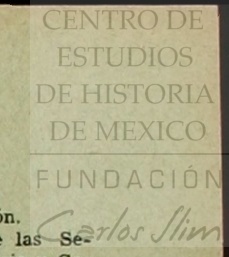 CENTRO DE
ESTUDIOS
DE HISTORIA
DE MEXICO
FUNDACIÓN
Carlos Slim
ón.
e las Se-